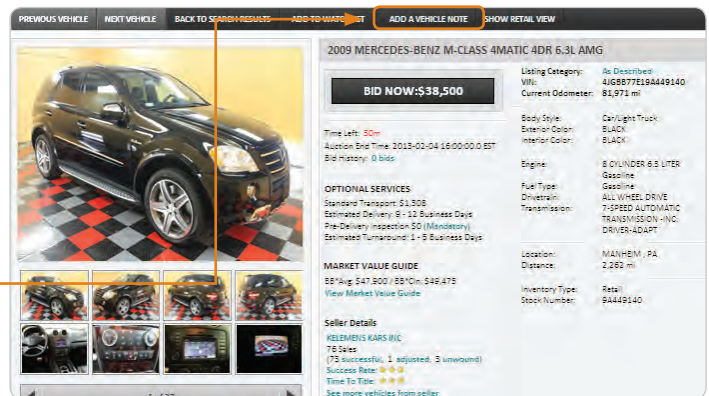 PREVIOUS VEHICLE NEXT VEHICLE BACK TO SEARCH RESULTS ADD TO WATCHLIST ADD A VEHICLE NOTE SHOW RETAIL VIEW
2009 MERCEDES-BENZ M-CLASS 4MATIC 4DR 6.3L AMG
BID NOW:$38,500
Time Left: 50m
Auction End Time: 2013-02-04 16:00:00.0 EST
Bid History: 0 bids
OPTIONAL SERVICES
Standard Transport: $1,308
Estimated Delivery: 9 - 12 Business Days
Pre-Delivery Inspection $0 (Mandatory)
Estimated Turnaround: 1 - 5 Business Days
MARKET VALUE GUIDE
BB*Avg: $47,900 / BB*Cln: $49,475
View Market Value Guide
Seller Details
KELEMENS KARS INC
76 Sales
(73 successful, 1 adjusted, 3 unwound)
Success Rate:
Time To Title:
See more vehicles from seller
Listing Category: As Described
VIN: 4JGBB77E19A449140
Current Odometer: 81,971 mi
Body Style: Car/Light Truck
Exterior Color: BLACK
Interior Color: BLACK
Engine: 8 CYLINDER 6.3 LITER
Gasoline
Fuel Type: Gasoline
Drivetrain: ALL WHEEL DRIVE
Transmission: 7-SPEED AUTOMATIC
TRANSMISSION -INC:
DRIVER-ADAPT
Location: MANHEIM , PA
Distance: 2,262 mi
Inventory Type: Retail
Stock Number: 9A449140